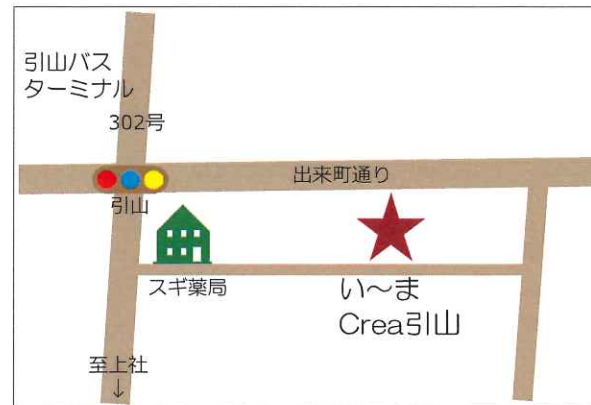 引山バス
ターミナル
302号
出来町通り
引山
スギ薬局
い〜ま
Crea引山
至上社
↓